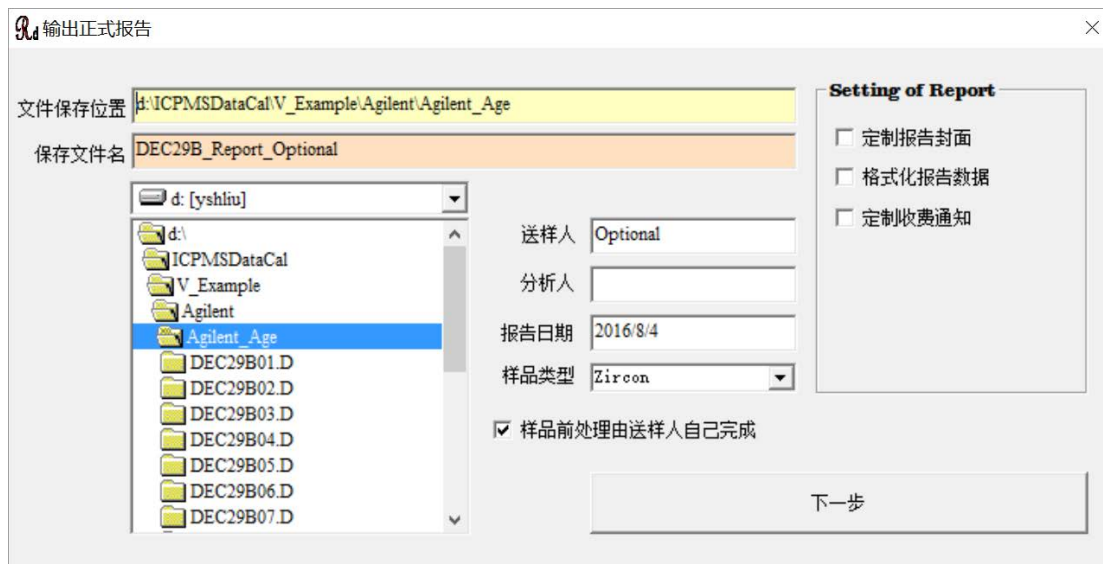 Rd 输出正式报告
文件保存位置 d:\ICPMSDataCal\V_Example\Agilent\Agilent_Age
保存文件名 DEC29B_Report_Optional
d: [yshliu]
d:\
ICPMSDataCal
V_Example
Agilent
Agilent_Age
DEC29B01.D
DEC29B02.D
DEC29B03.D
DEC29B04.D
DEC29B05.D
DEC29B06.D
DEC29B07.D
送样人 Optional
分析人
报告日期 2016/8/4
样品类型 Zircon
样品前处理由送样人自己完成
Setting of Report
定制报告封面
格式化报告数据
定制收费通知
下一步